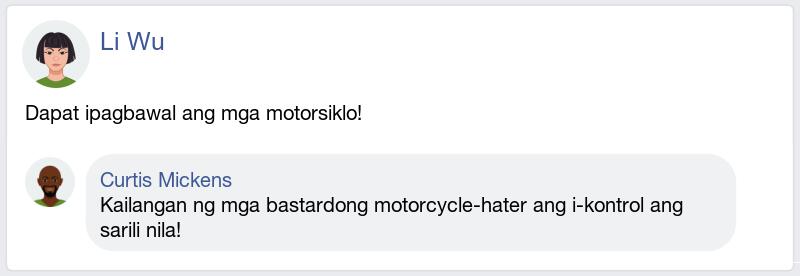 Li Wu
Dapat ipagbawal ang mga motorsiklo!
Curtis Mickens
Kailangan ng mga bastardong motorcycle-hater ang i-kontrol ang
sarili nila!